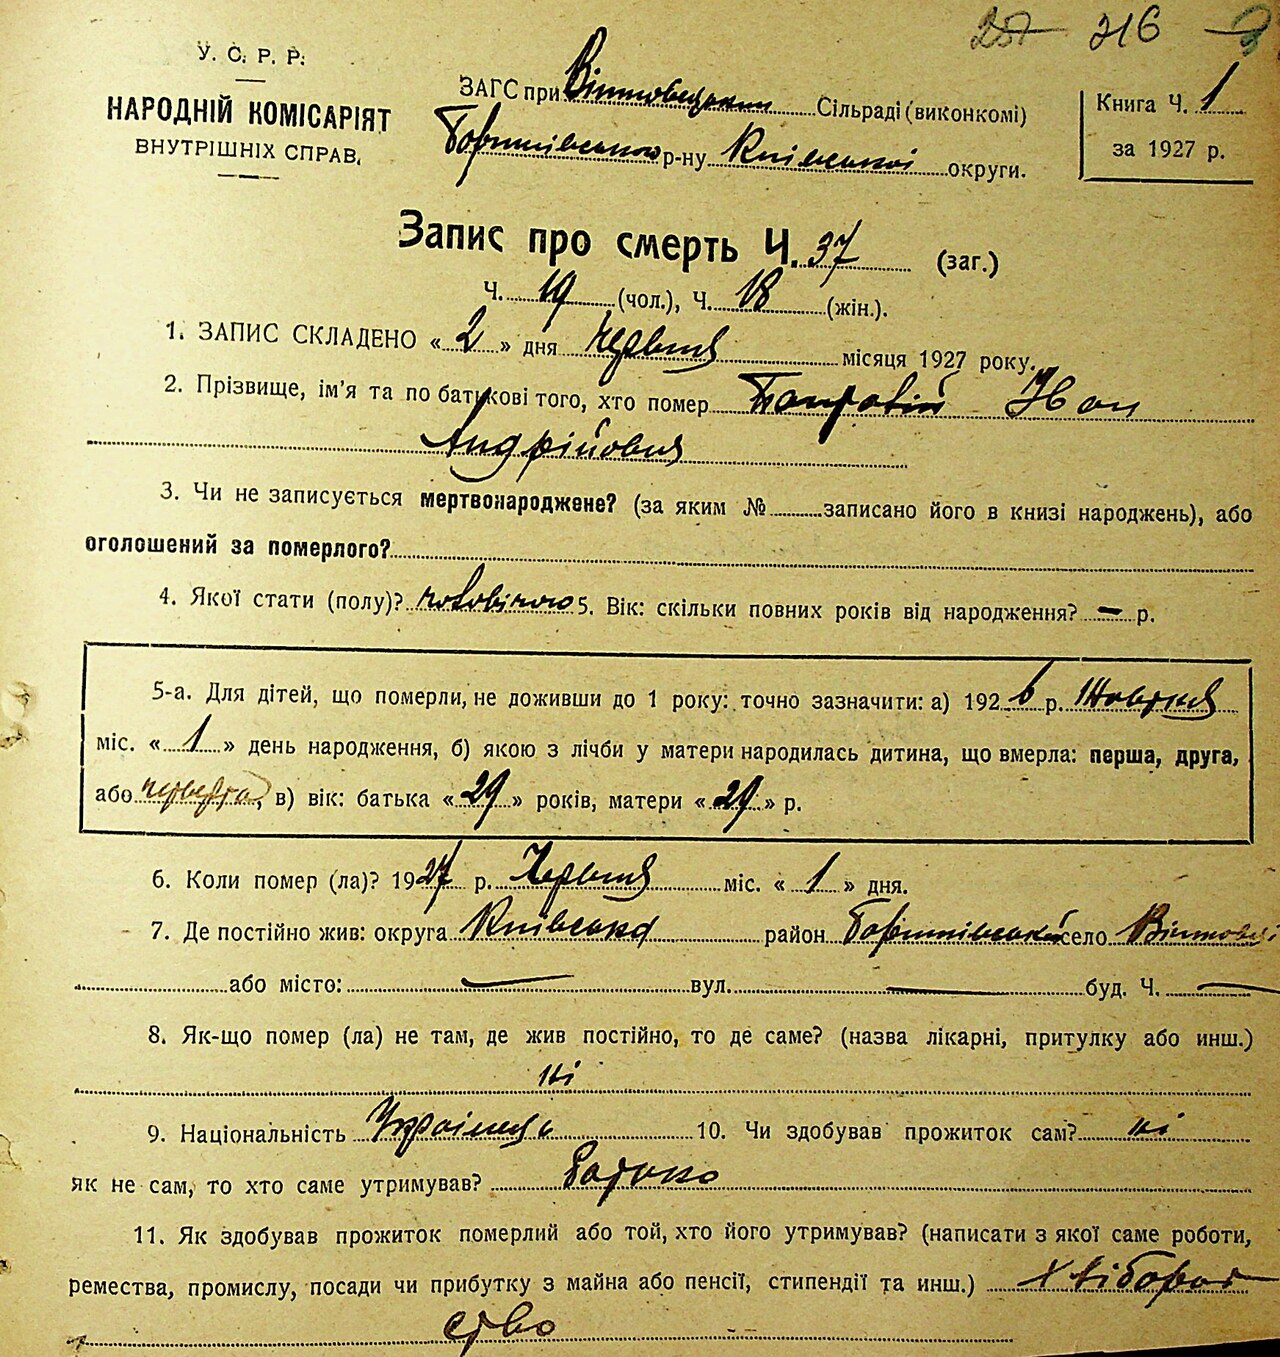 216
У. С. Р. Р.
НАРОДНІЙ КОМІСАРІЯТ
ВНУТРІШНІХ СПРАВ.
ЗАГС при Сільраді (виконкомі)
р-ну Київської округи.
Книга Ч. 1
за 1927 р.
Запис про смерть Ч. 37 (заг.)
Ч. 19 (чол.), Ч. 18 (жін.).
1. ЗАПИС СКЛАДЕНО « 2 » дня Червня місяця 1927 року.
2. Прізвище, ім'я та по батькові того, хто помер Іван
Андрійович
3. Чи не записується мертвонароджене? (за яким № записано його в книзі народжень), або
оголошений за померлого?
4. Якої стати (полу)? чоловічого 5. Вік: скільки повних років від народження? — р.
5-а. Для дітей, що померли, не доживши до 1 року: точно зазначити: а) 1926 р. Жовтня
міс. « 1 » день народження, б) якою з лічби у матери народилась дитина, що вмерла: перша, друга,
або четверта, в) вік: батька « 29 » років, матери « 29 » р.
6. Коли помер (ла)? 1927 р. Червня міс. « 1 » дня.
7. Де постійно жив: округа Київська район село
або місто: — вул. — буд. Ч. —
8. Як-що помер (ла) не там, де жив постійно, то де саме? (назва лікарні, притулку або инш.)
ні
9. Національність Українець 10. Чи здобував прожиток сам? ні
як не сам, то хто саме утримував? батько
11. Як здобував прожиток померлий або той, хто його утримував? (написати з якої саме роботи,
ремества, промислу, посади чи прибутку з майна або пенсії, стипендії та инш.) хлібороб
ство